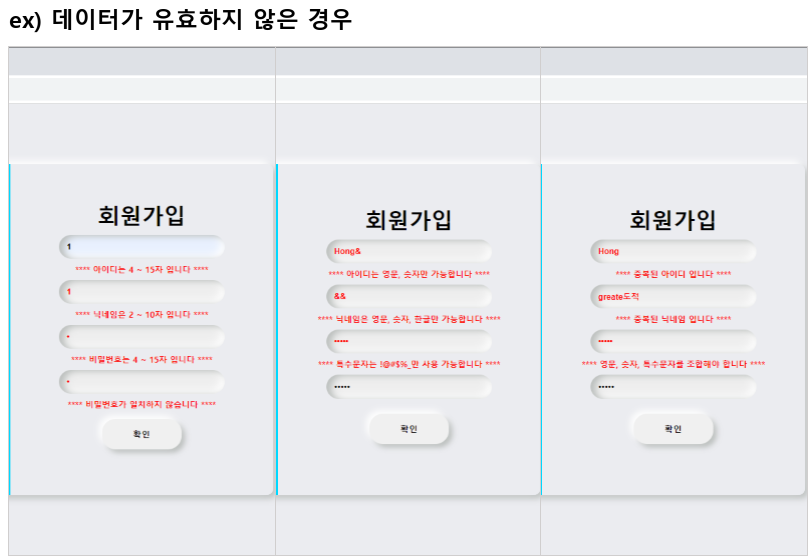 ex) 데이터가 유효하지 않은 경우
회원가입
1
**** 아이디는 4 ~ 15자 입니다 ****
1
**** 닉네임은 2 ~ 10자 입니다 ****
•
**** 비밀번호는 4 ~ 15자 입니다 ****
•
**** 비밀번호가 일치하지 않습니다 ****
확인
회원가입
Hong&
**** 아이디는 영문, 숫자만 가능합니다 ****
&&
**** 닉네임은 영문, 숫자, 한글만 가능합니다 ****
•••••
**** 특수문자는 !@#$%_만 사용 가능합니다 ****
•••••
확인
회원가입
Hong
**** 중복된 아이디 입니다 ****
greate도적
**** 중복된 닉네임 입니다 ****
•••••
**** 영문, 숫자, 특수문자를 조합해야 합니다 ****
•••••
확인